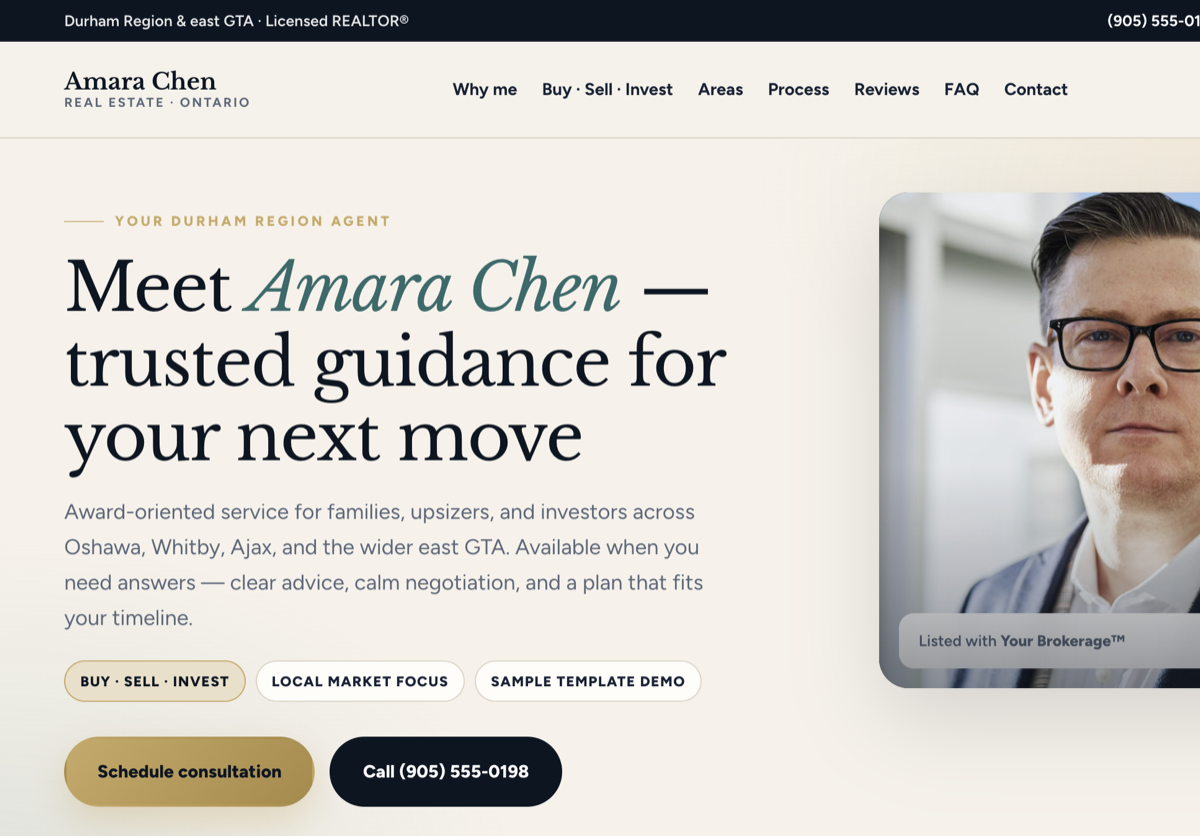 Durham Region & east GTA · Licensed REALTOR®
(905) 555-01
Amara Chen
REAL ESTATE · ONTARIO
Why me
Buy · Sell · Invest
Areas
Process
Reviews
FAQ
Contact
YOUR DURHAM REGION AGENT
Meet Amara Chen —
trusted guidance for
your next move
Award-oriented service for families, upsizers, and investors across
Oshawa, Whitby, Ajax, and the wider east GTA. Available when you
need answers — clear advice, calm negotiation, and a plan that fits
your timeline.
Listed with Your Brokerage™
BUY · SELL · INVEST
LOCAL MARKET FOCUS
SAMPLE TEMPLATE DEMO
Schedule consultation
Call (905) 555-0198